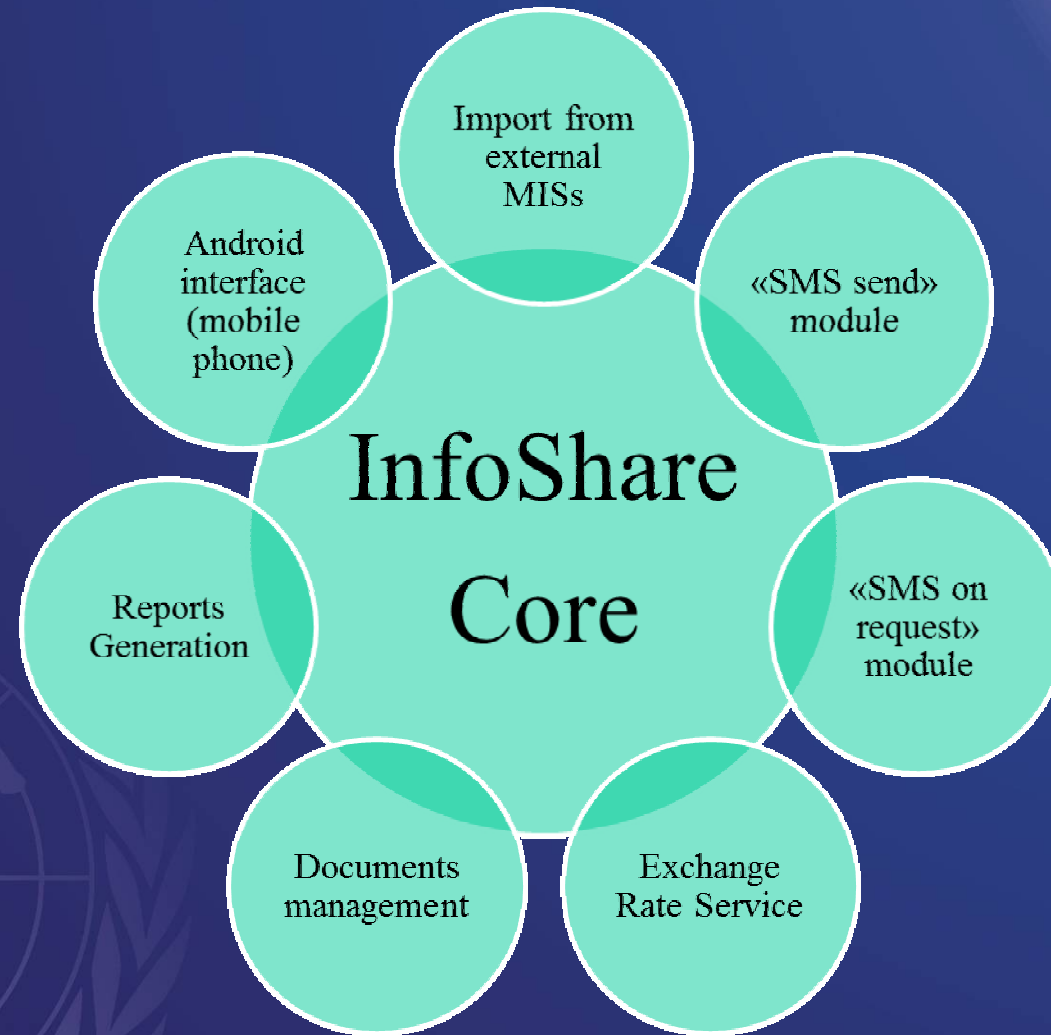 Import from
external
MISs
Android
interface
(mobile
phone)
«SMS send»
module
InfoShare
Core
Reports
Generation
«SMS on
request»
module
Documents
management
Exchange
Rate Service